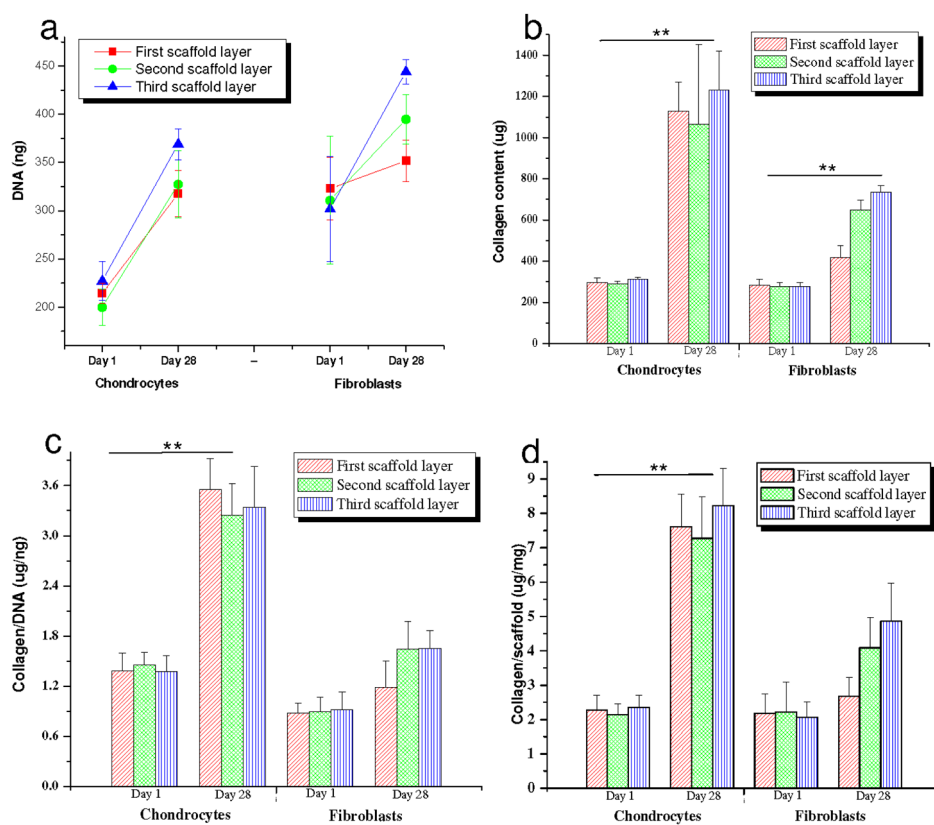 a
First scaffold layer
Second scaffold layer
Third scaffold layer
450
400
350
300
250
200
DNA (ng)
Day 1
Day 28
–
Day 1
Day 28
Chondrocytes
Fibroblasts
b
**
First scaffold layer
Second scaffold layer
Third scaffold layer
1400
1200
1000
800
600
400
200
0
**
Collagen content (ug)
Day 1
Day 28
Day 1
Day 28
Chondrocytes
Fibroblasts
c
**
First scaffold layer
Second scaffold layer
Third scaffold layer
3.6
3.0
2.4
1.8
1.2
0.6
0.0
Collagen/DNA (ug/ng)
Day 1
Day 28
Day 1
Day 28
Chondrocytes
Fibroblasts
d
**
First scaffold layer
Second scaffold layer
Third scaffold layer
9
8
7
6
5
4
3
2
1
0
Collagen/scaffold (ug/mg)
Day 1
Day 28
Day 1
Day 28
Chondrocytes
Fibroblasts